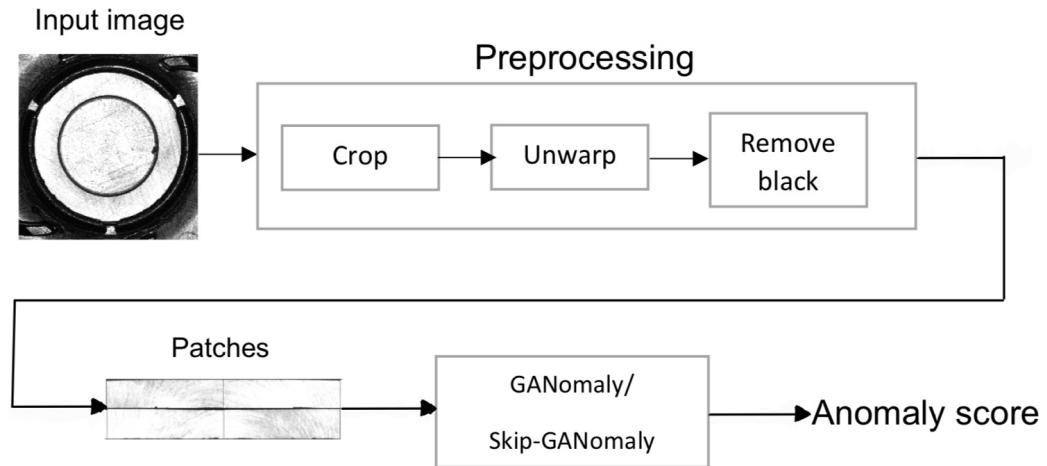 Input image
Preprocessing
Crop
Unwarp
Remove
black
Patches
GANomaly/
Skip-GANomaly
Anomaly score